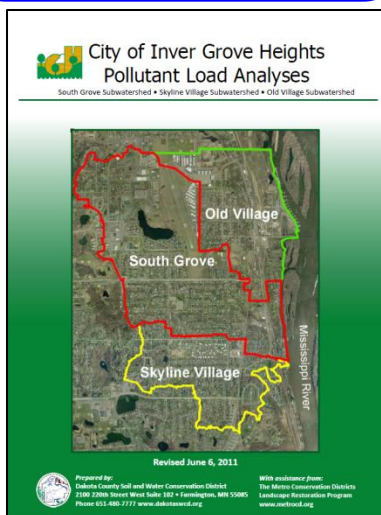 City of Inver Grove Heights
Pollutant Load Analyses
South Grove Subwatershed • Skyline Village Subwatershed • Old Village Subwatershed
Old Village
South Grove
Skyline Village
Mississippi River
Revised June 6, 2011
Prepared by:
Dakota County Soil and Water Conservation District
2100 220th Street West Suite 102 • Farmington, MN 55085
Phone 651-480-7777 www.dakotaswcd.org
With assistance from:
The Metro Conservation Districts
Landscape Restoration Program
www.metrocd.org